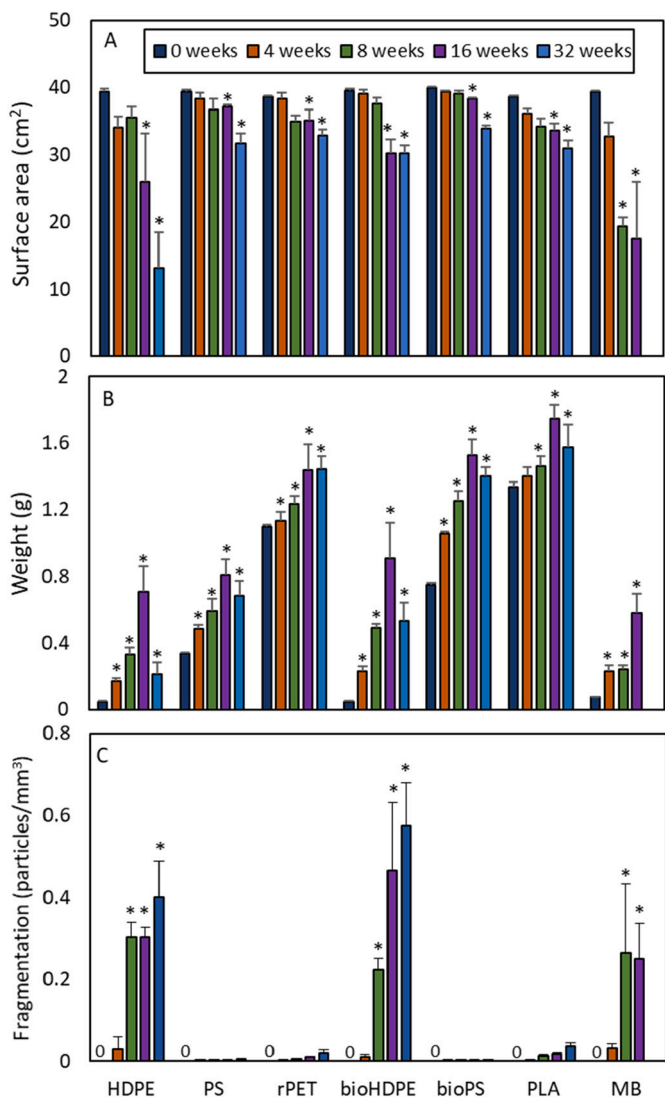 A
0 weeks 4 weeks 8 weeks 16 weeks 32 weeks
Surface area (cm²)
50
40
30
20
10
0
* * * * * * * * * * * * *
B
Weight (g)
2
1.6
1.2
0.8
0.4
0
* * * * * * * * * * * * * * * * * * * * * * * * * *
C
Fragmentation (particles/mm³)
0.8
0.6
0.4
0.2
0
* * * * * * * *
0 0 0 0 0 0 0
HDPE PS rPET bioHDPE bioPS PLA MB